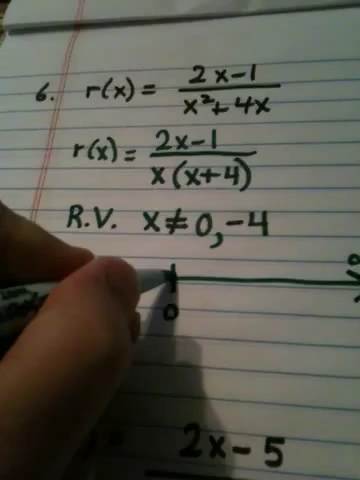 6. r(x) = 2x-1 / x²+4x
r(x) = 2x-1 / x(x+4)
R.V. x≠0,-4
0
2x-5